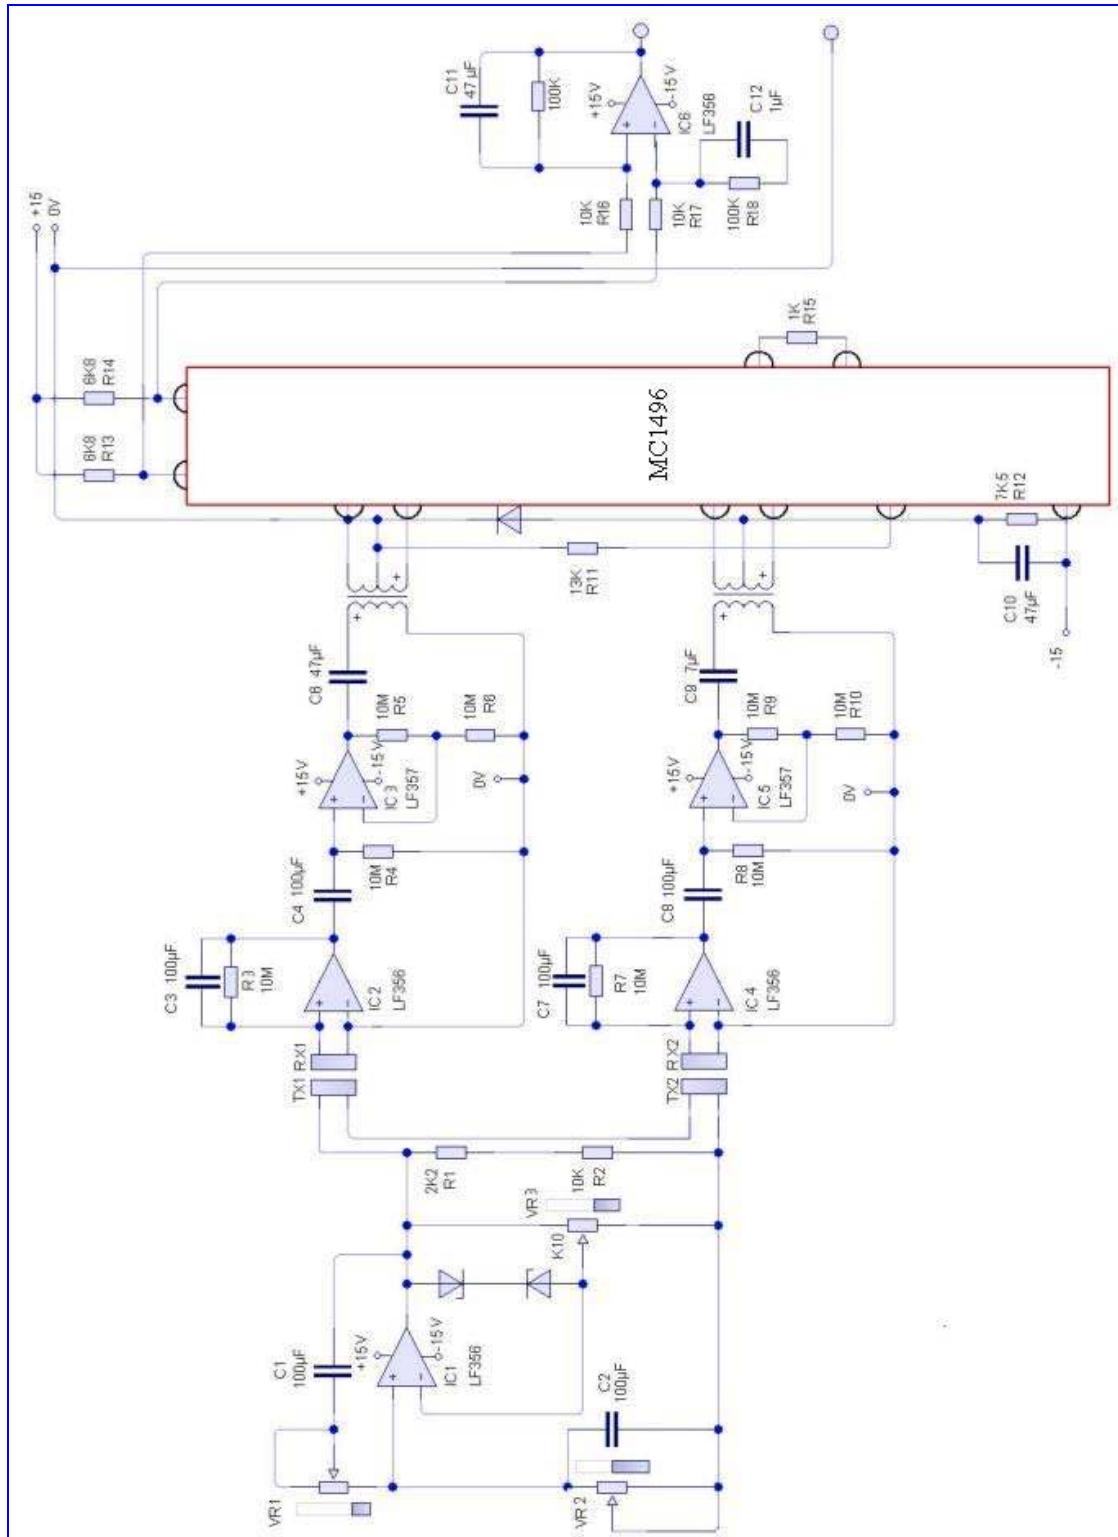 C11
47 µF
100K
+15V
-15V
IC6
LF356
C12
1µF
10K
R16
10K
R17
100K
R18
+15
0V
6K8
R14
6K8
R13
1K
R15
MC1496
7K5
R12
13K
R11
C10
47µF
-15
C6 47µF
+
+
10M
R5
10M
R6
+15V
-15V
IC3
LF357
0V
C9 7µF
+
+
10M
R9
10M
R10
+15V
-15V
IC5
LF357
0V
C4 100µF
10M
R4
C8 100µF
R8
10M
C3 100µF
R3
10M
+
-
IC2
LF356
C7 100µF
R7
10M
+
-
IC4
LF356
TX1 RX1
TX2 RX2
2K2
R1
10K
R2
VR3
K10
C1
100µF
+15V
-15V
+
-
IC1
LF356
C2
100µF
VR1
VR2